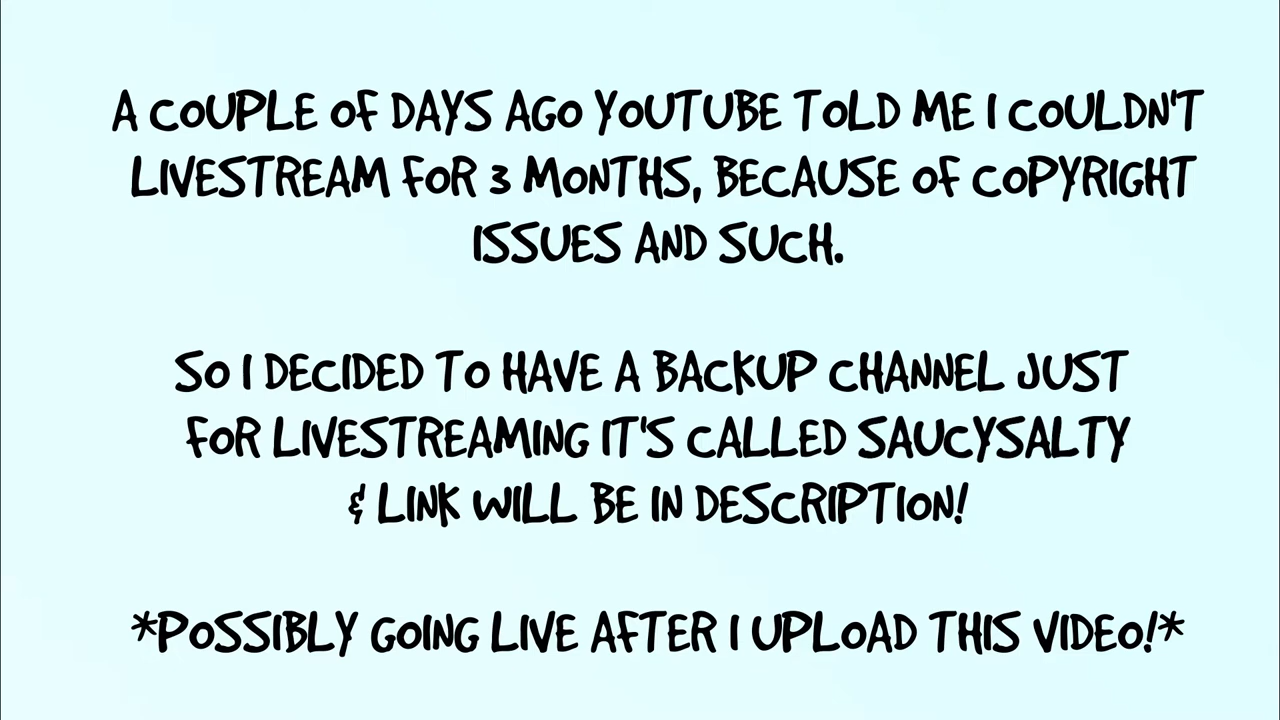 A COUPLE OF DAYS AGO YOUTUBE TOLD ME I COULDN'T
LIVESTREAM FOR 3 MONTHS, BECAUSE OF COPYRIGHT
ISSUES AND SUCH.
SO I DECIDED TO HAVE A BACKUP CHANNEL JUST
FOR LIVESTREAMING IT'S CALLED SAUCYSALTY
& LINK WILL BE IN DESCRIPTION!
*POSSIBLY GOING LIVE AFTER I UPLOAD THIS VIDEO!*